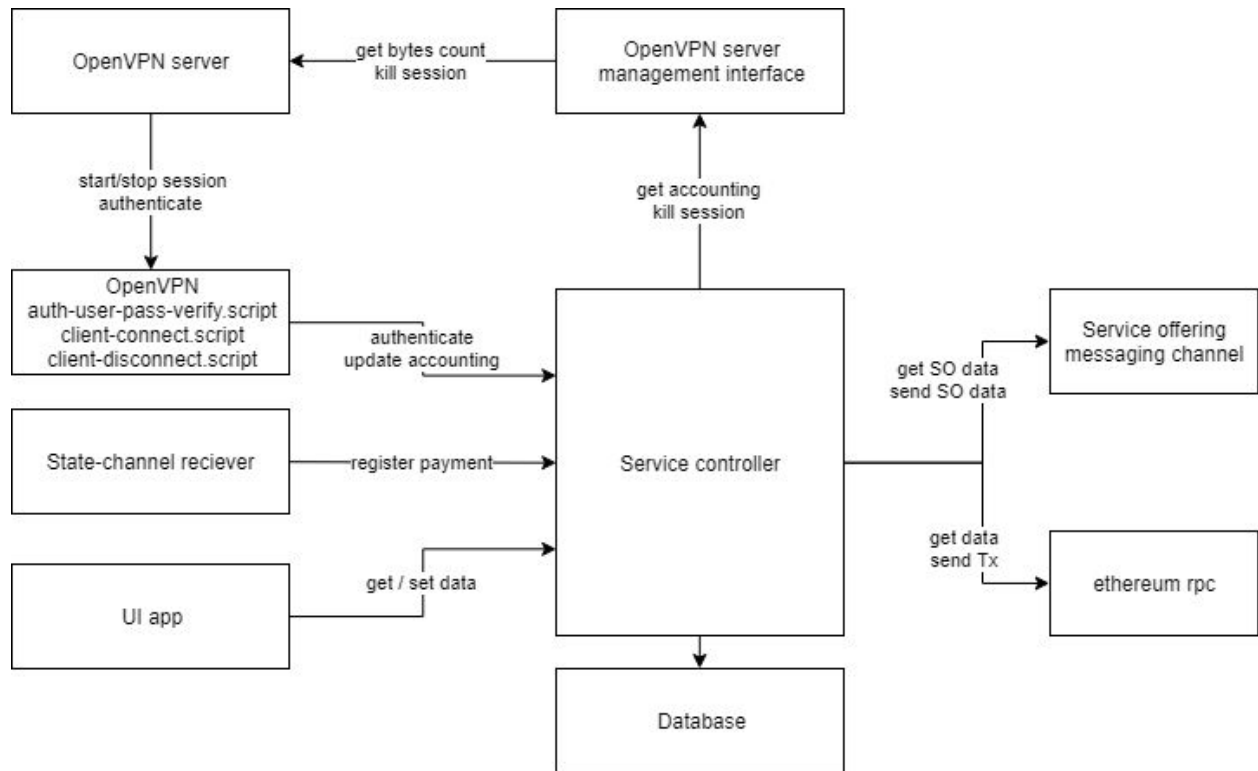 OpenVPN server
get bytes count
kill session
OpenVPN server
management interface
start/stop session
authenticate
get accounting
kill session
OpenVPN
auth-user-pass-verify.script
client-connect.script
client-disconnect.script
authenticate
update accounting
Service offering
messaging channel
get SO data
send SO data
State-channel reciever
register payment
Service controller
get data
send Tx
ethereum rpc
UI app
get / set data
Database